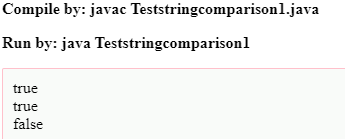 Compile by: javac Teststringcomparison1.java
Run by: java Teststringcomparison1
true
true
false